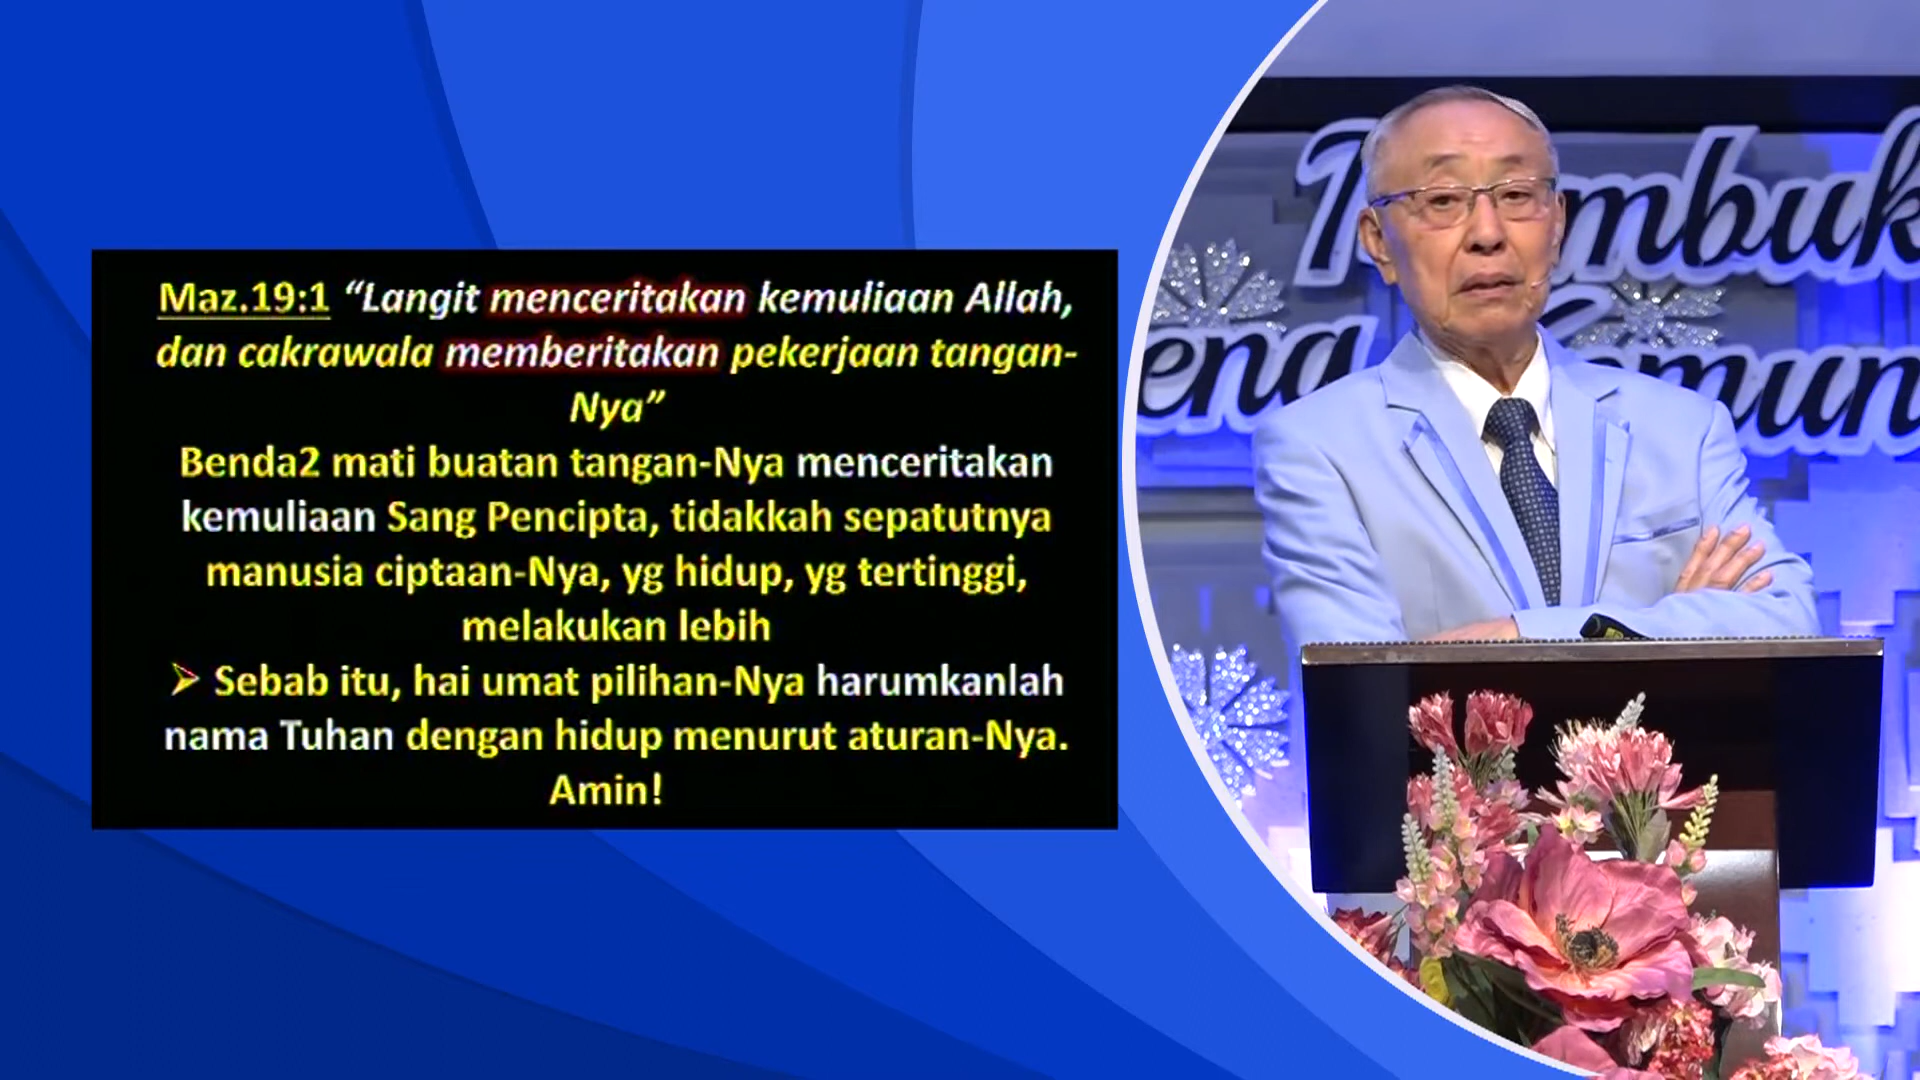 Maz.19:1 “Langit menceritakan kemuliaan Allah,
dan cakrawala memberitakan pekerjaan tangan-
Nya”
Benda2 mati buatan tangan-Nya menceritakan
kemuliaan Sang Pencipta, tidakkah sepatutnya
manusia ciptaan-Nya, yg hidup, yg tertinggi,
melakukan lebih
➢ Sebab itu, hai umat pilihan-Nya harumkanlah
nama Tuhan dengan hidup menurut aturan-Nya.
Amin!